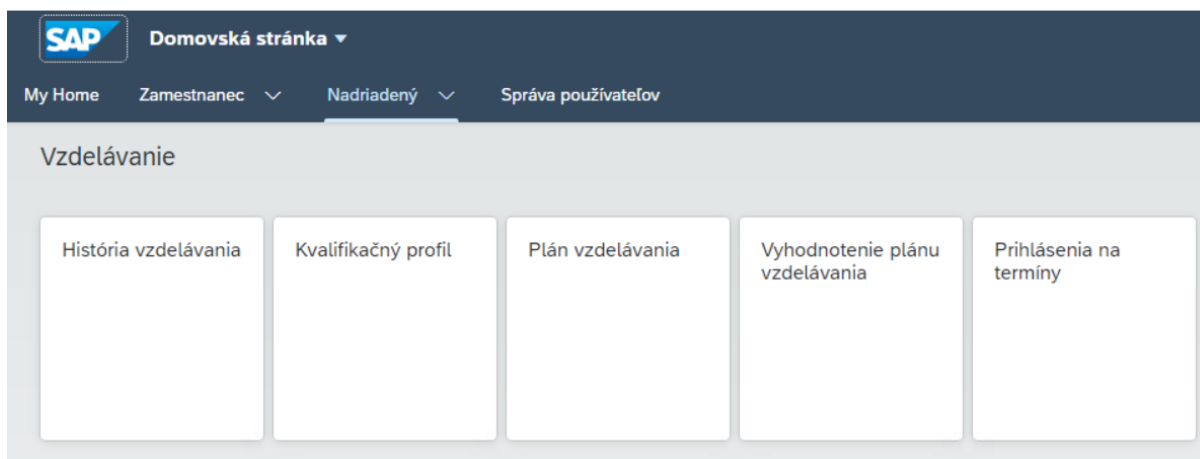 SAP Domovská stránka
My Home Zamestnanec Nadriadený Správa používateľov
Vzdelávanie
História vzdelávania
Kvalifikačný profil
Plán vzdelávania
Vyhodnotenie plánu
vzdelávania
Prihlásenia na
termíny